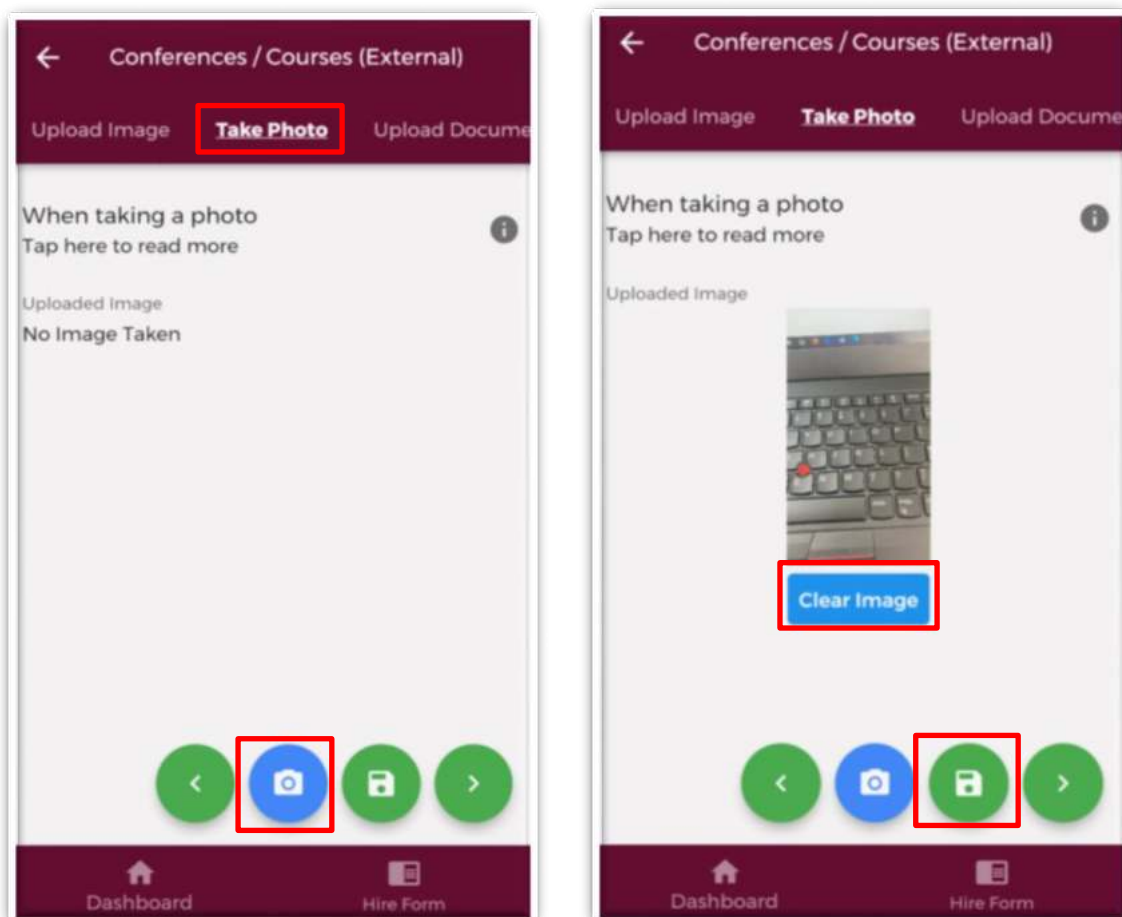 Conferences / Courses (External)
Upload Image Take Photo Upload Docume
When taking a photo
Tap here to read more
Uploaded Image
No Image Taken
Dashboard Hire Form
Conferences / Courses (External)
Upload Image Take Photo Upload Docume
When taking a photo
Tap here to read more
Uploaded Image
Clear Image
Dashboard Hire Form